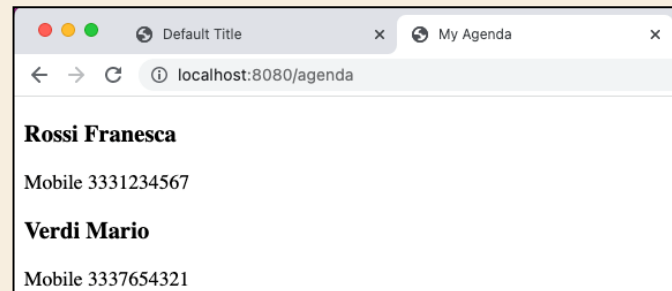 Default Title
My Agenda
localhost:8080/agenda
Rossi Franesca
Mobile 3331234567
Verdi Mario
Mobile 3337654321